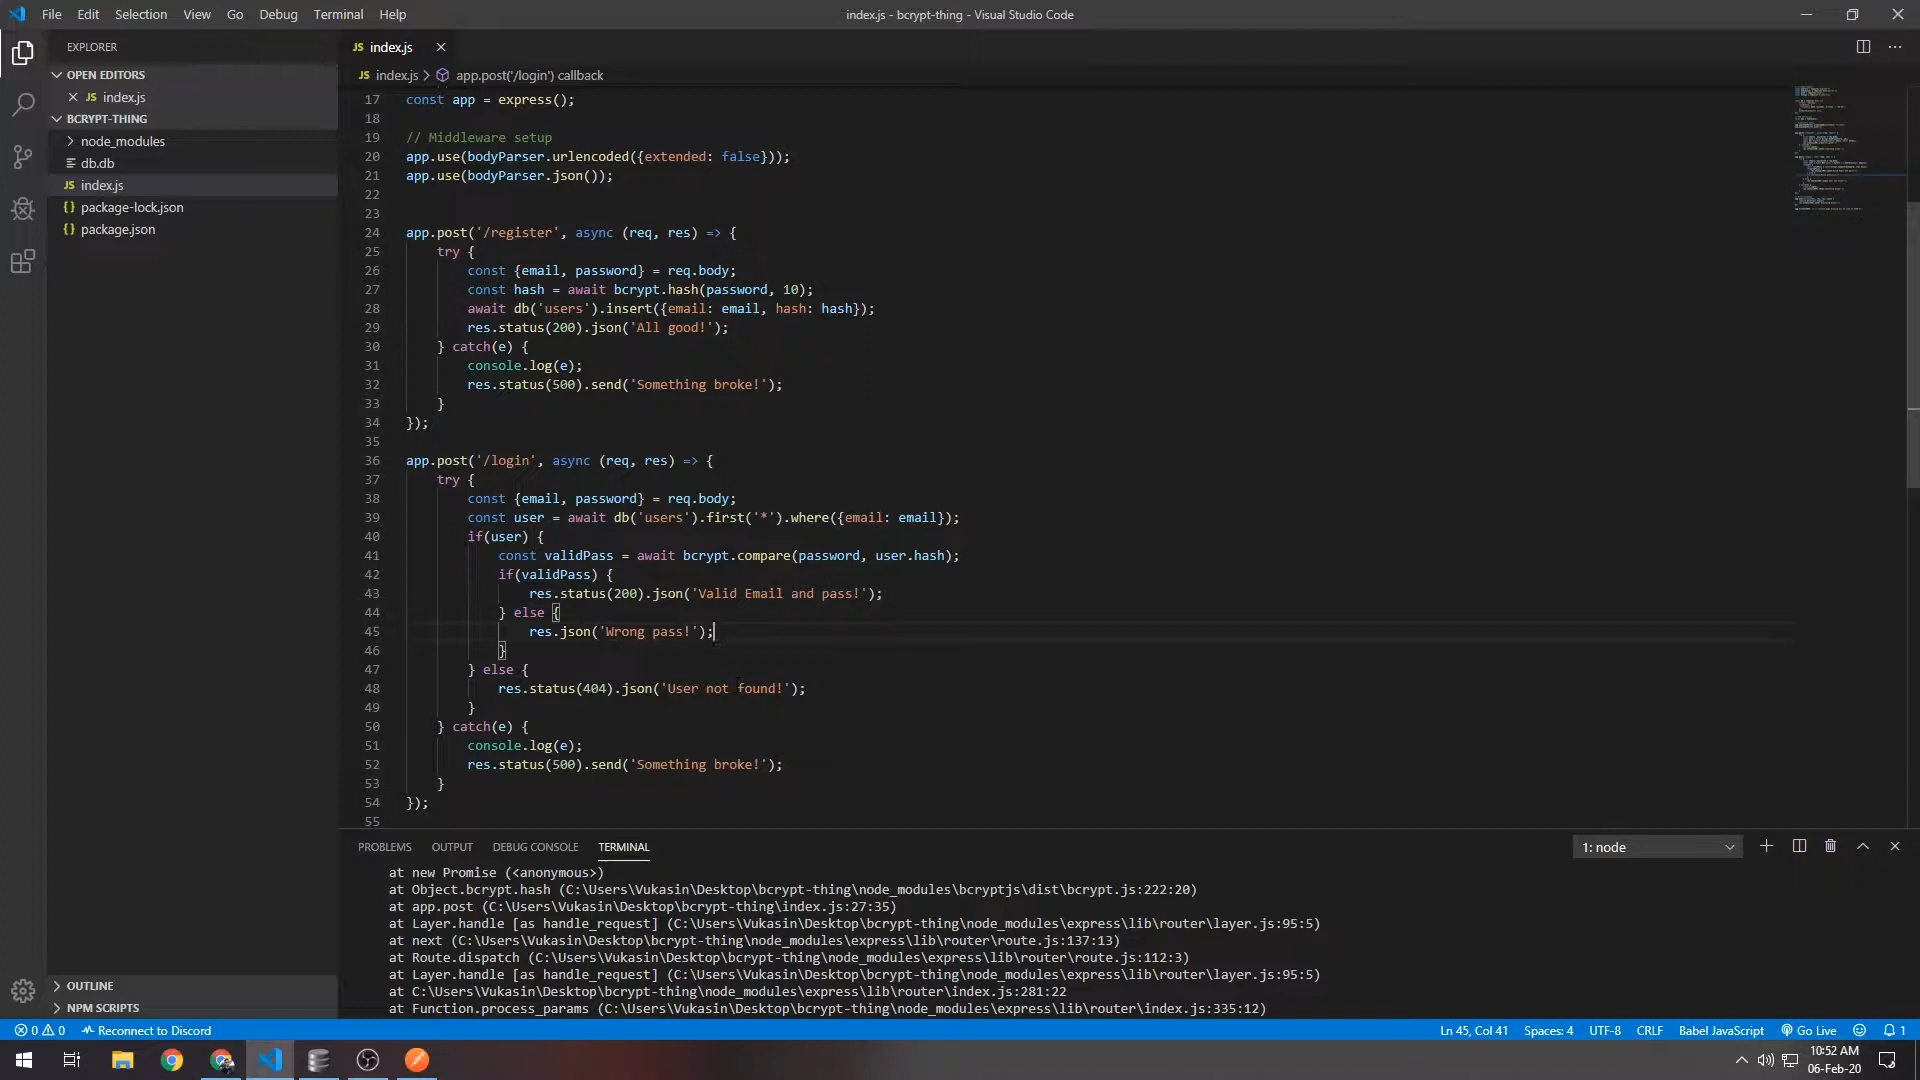 File Edit Selection View Go Debug Terminal Help
index.js - bcrypt-thing - Visual Studio Code
EXPLORER
OPEN EDITORS
JS index.js
BCRYPT-THING
node_modules
db.db
JS index.js
{} package-lock.json
{} package.json
OUTLINE
NPM SCRIPTS
JS index.js
JS index.js > app.post('/login') callback
17 const app = express();
18
19 // Middleware setup
20 app.use(bodyParser.urlencoded({extended: false}));
21 app.use(bodyParser.json());
22
23
24 app.post('/register', async (req, res) => {
25 try {
26 const {email, password} = req.body;
27 const hash = await bcrypt.hash(password, 10);
28 await db('users').insert({email: email, hash: hash});
29 res.status(200).json('All good!');
30 } catch(e) {
31 console.log(e);
32 res.status(500).send('Something broke!');
33 }
34 });
35
36 app.post('/login', async (req, res) => {
37 try {
38 const {email, password} = req.body;
39 const user = await db('users').first('*').where({email: email});
40 if(user) {
41 const validPass = await bcrypt.compare(password, user.hash);
42 if(validPass) {
43 res.status(200).json('Valid Email and pass!');
44 } else {
45 res.json('Wrong pass!');
46 }
47 } else {
48 res.status(404).json('User not found!');
49 }
50 } catch(e) {
51 console.log(e);
52 res.status(500).send('Something broke!');
53 }
54 });
55
PROBLEMS OUTPUT DEBUG CONSOLE TERMINAL
1: node
at new Promise (<anonymous>)
at Object.bcrypt.hash (C:\Users\Vukasin\Desktop\bcrypt-thing\node_modules\bcryptjs\dist\bcrypt.js:222:20)
at app.post (C:\Users\Vukasin\Desktop\bcrypt-thing\index.js:27:35)
at Layer.handle [as handle_request] (C:\Users\Vukasin\Desktop\bcrypt-thing\node_modules\express\lib\router\layer.js:95:5)
at next (C:\Users\Vukasin\Desktop\bcrypt-thing\node_modules\express\lib\router\route.js:137:13)
at Route.dispatch (C:\Users\Vukasin\Desktop\bcrypt-thing\node_modules\express\lib\router\route.js:112:3)
at Layer.handle [as handle_request] (C:\Users\Vukasin\Desktop\bcrypt-thing\node_modules\express\lib\router\layer.js:95:5)
at C:\Users\Vukasin\Desktop\bcrypt-thing\node_modules\express\lib\router\index.js:281:22
at Function.process_params (C:\Users\Vukasin\Desktop\bcrypt-thing\node_modules\express\lib\router\index.js:335:12)
0 0 Reconnect to Discord
Ln 45, Col 41 Spaces: 4 UTF-8 CRLF Babel JavaScript Go Live 1
10:52 AM
06-Feb-20